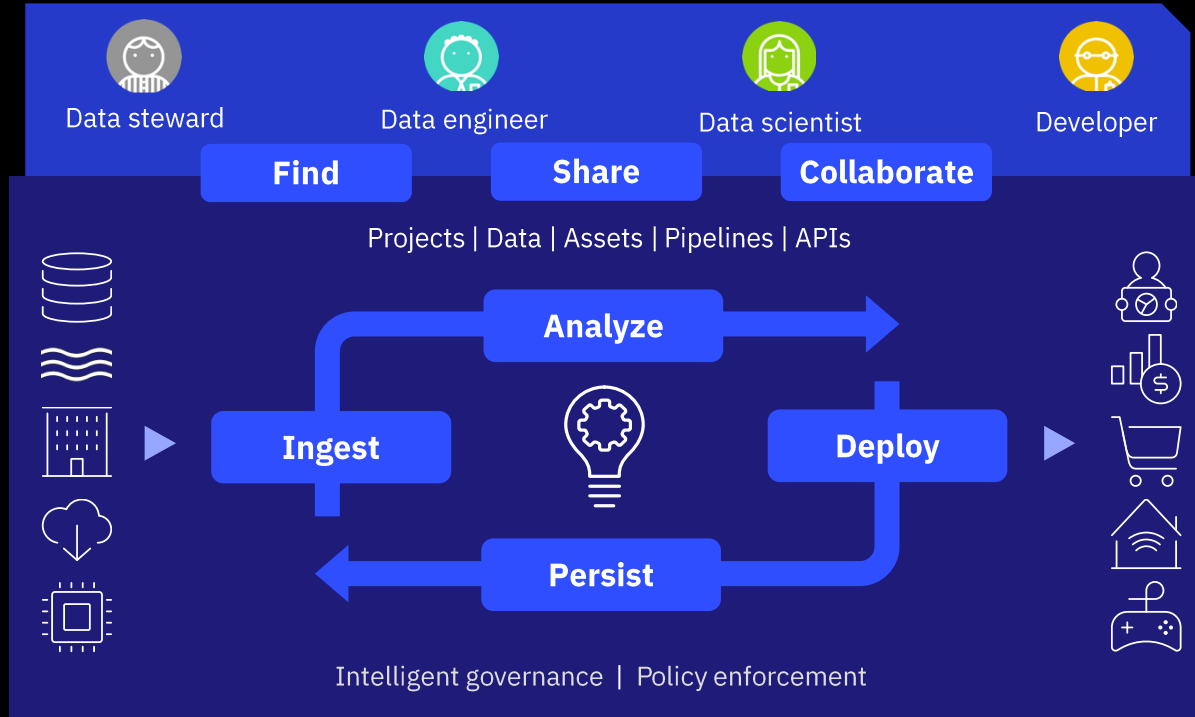 Data steward
Data engineer
Data scientist
Developer
Find
Share
Collaborate
Projects | Data | Assets | Pipelines | APIs
Analyze
Ingest
Deploy
Persist
Intelligent governance | Policy enforcement